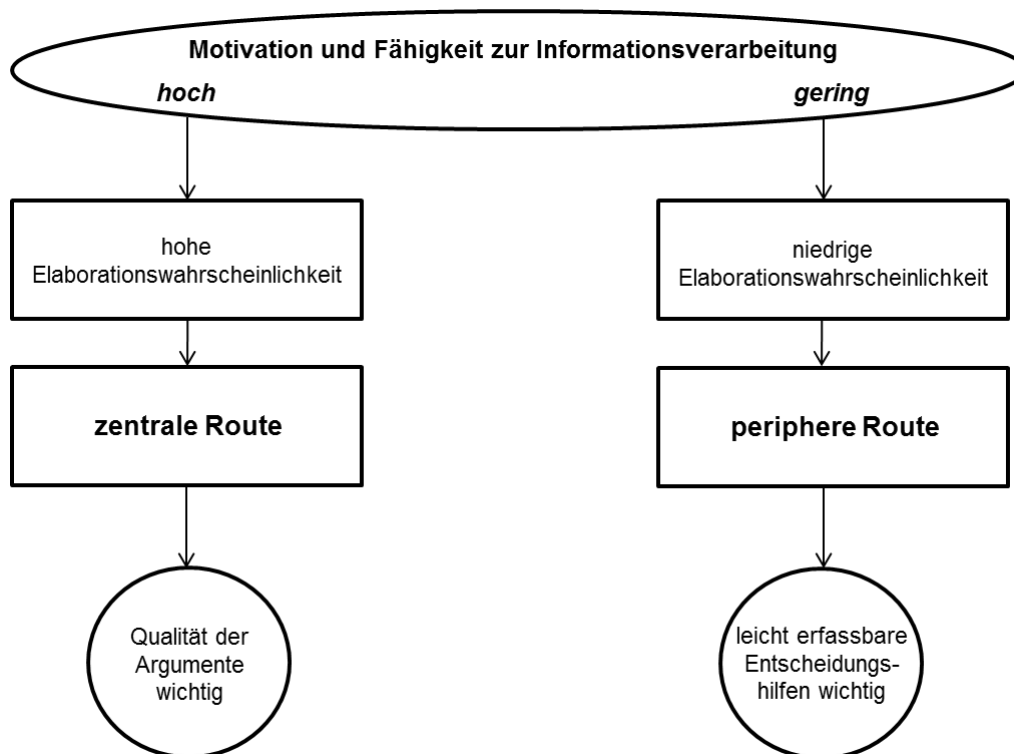 Motivation und Fähigkeit zur Informationsverarbeitung
hoch
gering
hohe
Elaborationswahrscheinlichkeit
niedrige
Elaborationswahrscheinlichkeit
zentrale Route
periphere Route
Qualität der
Argumente
wichtig
leicht erfassbare
Entscheidungs-
hilfen wichtig